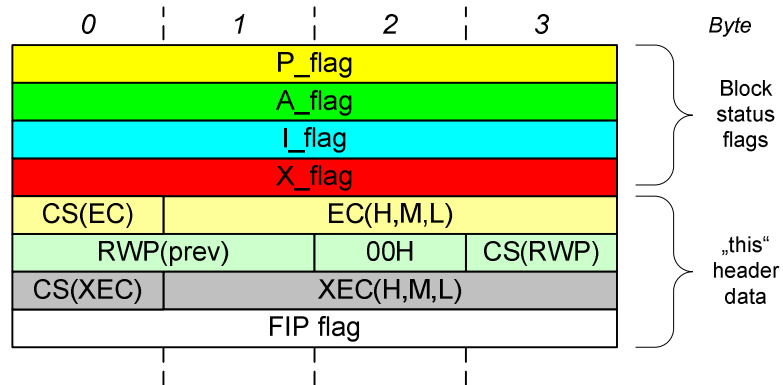 0 1 2 3 Byte
P_flag
A_flag
I_flag
X_flag
Block
status
flags
CS(EC) EC(H,M,L)
RWP(prev) 00H CS(RWP)
CS(XEC) XEC(H,M,L)
FIP flag
„this“
header
data